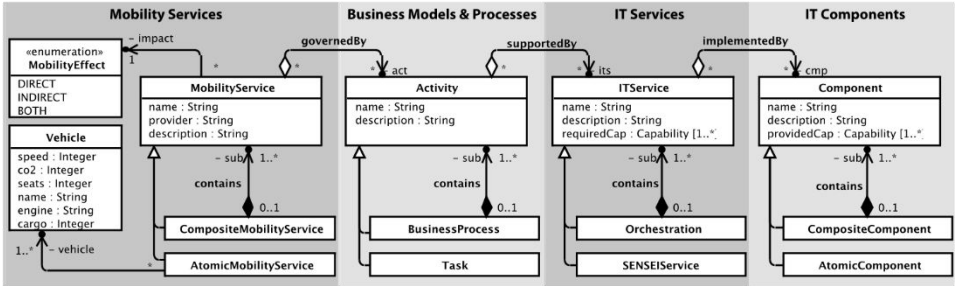 Mobility Services
Business Models & Processes
IT Services
IT Components
«enumeration»
MobilityEffect
DIRECT
INDIRECT
BOTH
- impact
1
*
governedBy
*
* - act
supportedBy
*
* - its
implementedBy
*
* - cmp
MobilityService
name : String
provider : String
description : String
Activity
name : String
description : String
ITService
name : String
description : String
requiredCap : Capability [1..*]
Component
name : String
description : String
providedCap : Capability [1..*]
Vehicle
speed : Integer
co2 : Integer
seats : Integer
name : String
engine : String
cargo : Integer
- sub 1..*
contains
0..1
- sub 1..*
contains
0..1
- sub 1..*
contains
0..1
- sub 1..*
contains
0..1
CompositeMobilityService
BusinessProcess
Orchestration
CompositeComponent
1..* - vehicle
*
AtomicMobilityService
Task
SENSEIService
AtomicComponent